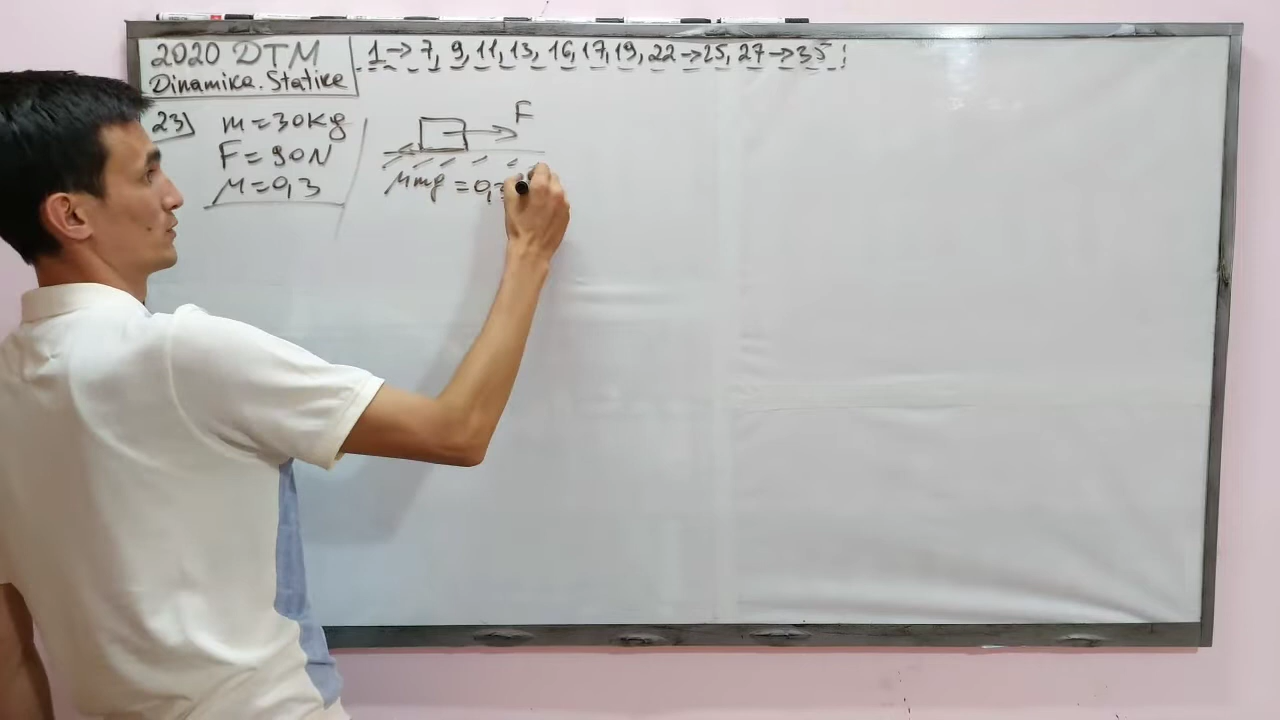 2020 DTM
Dinamika. Statika
1→7, 9, 11, 13, 16, 17, 19, 22→25, 27→35!
23)
m=30kg
F=90N
μ=0,3
F
μmg = 0,3